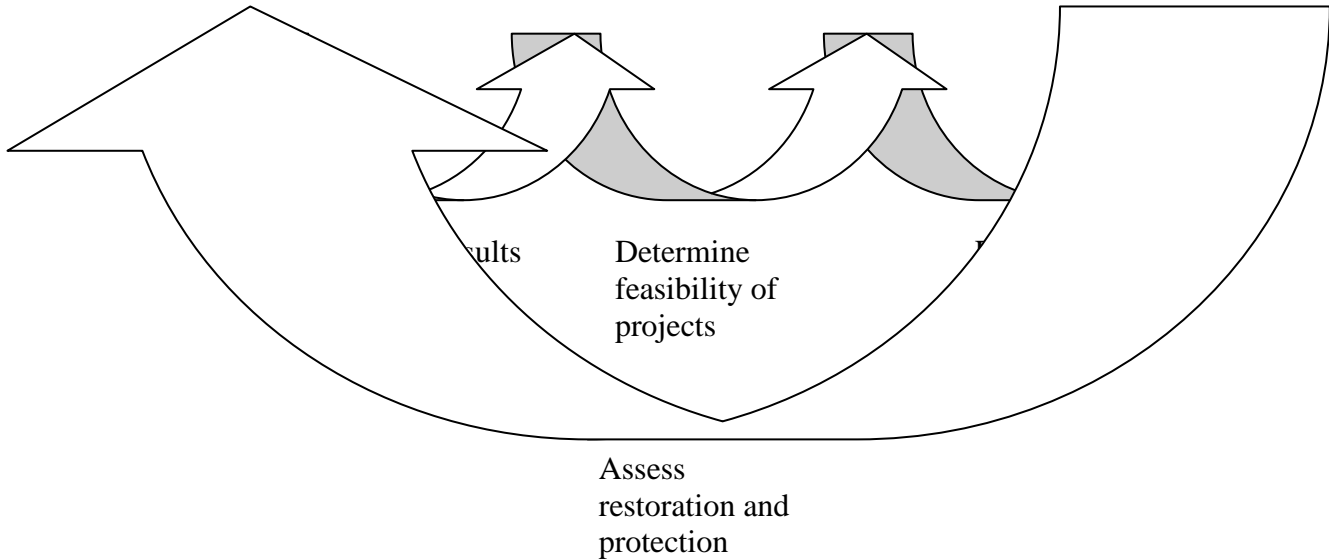 Determine
feasibility of
projects
Assess
restoration and
protection